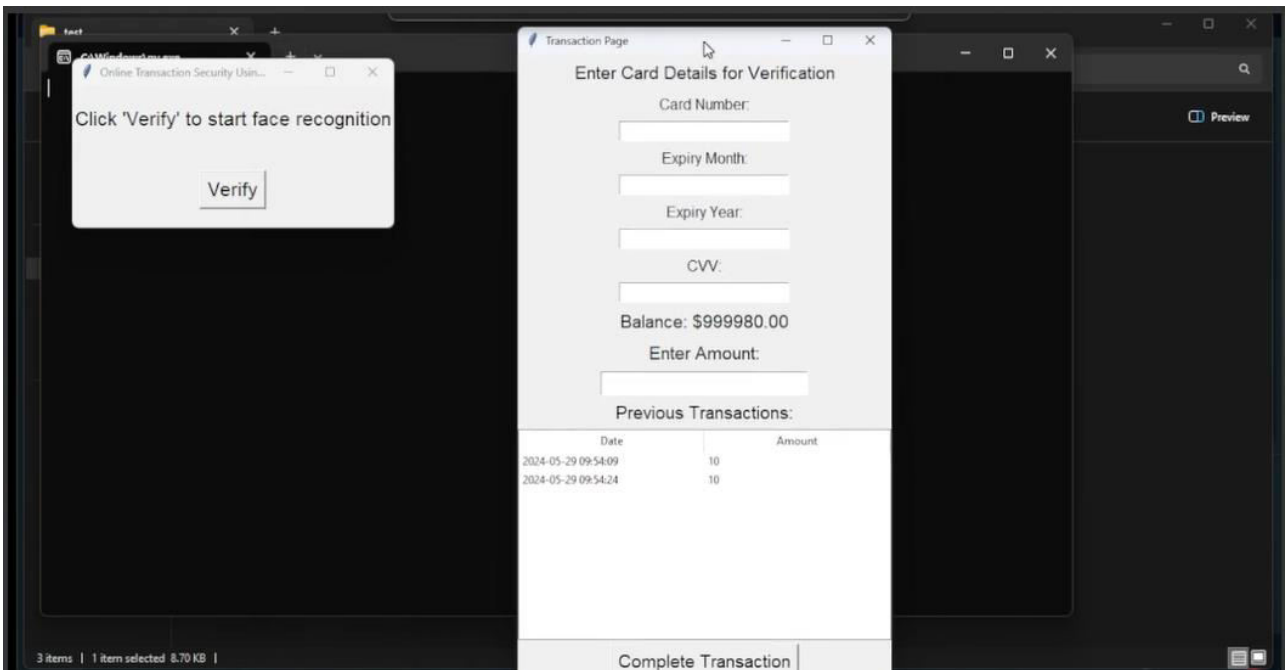 test
C:\Windows\py.exe
Online Transaction Security Usin...
Click 'Verify' to start face recognition
Verify
Transaction Page
Enter Card Details for Verification
Card Number:
Expiry Month:
Expiry Year:
CVV:
Balance: $999980.00
Enter Amount:
Previous Transactions:
Date Amount
2024-05-29 09:54:09 10
2024-05-29 09:54:24 10
Complete Transaction
Preview
3 items | 1 item selected 8.70 KB |